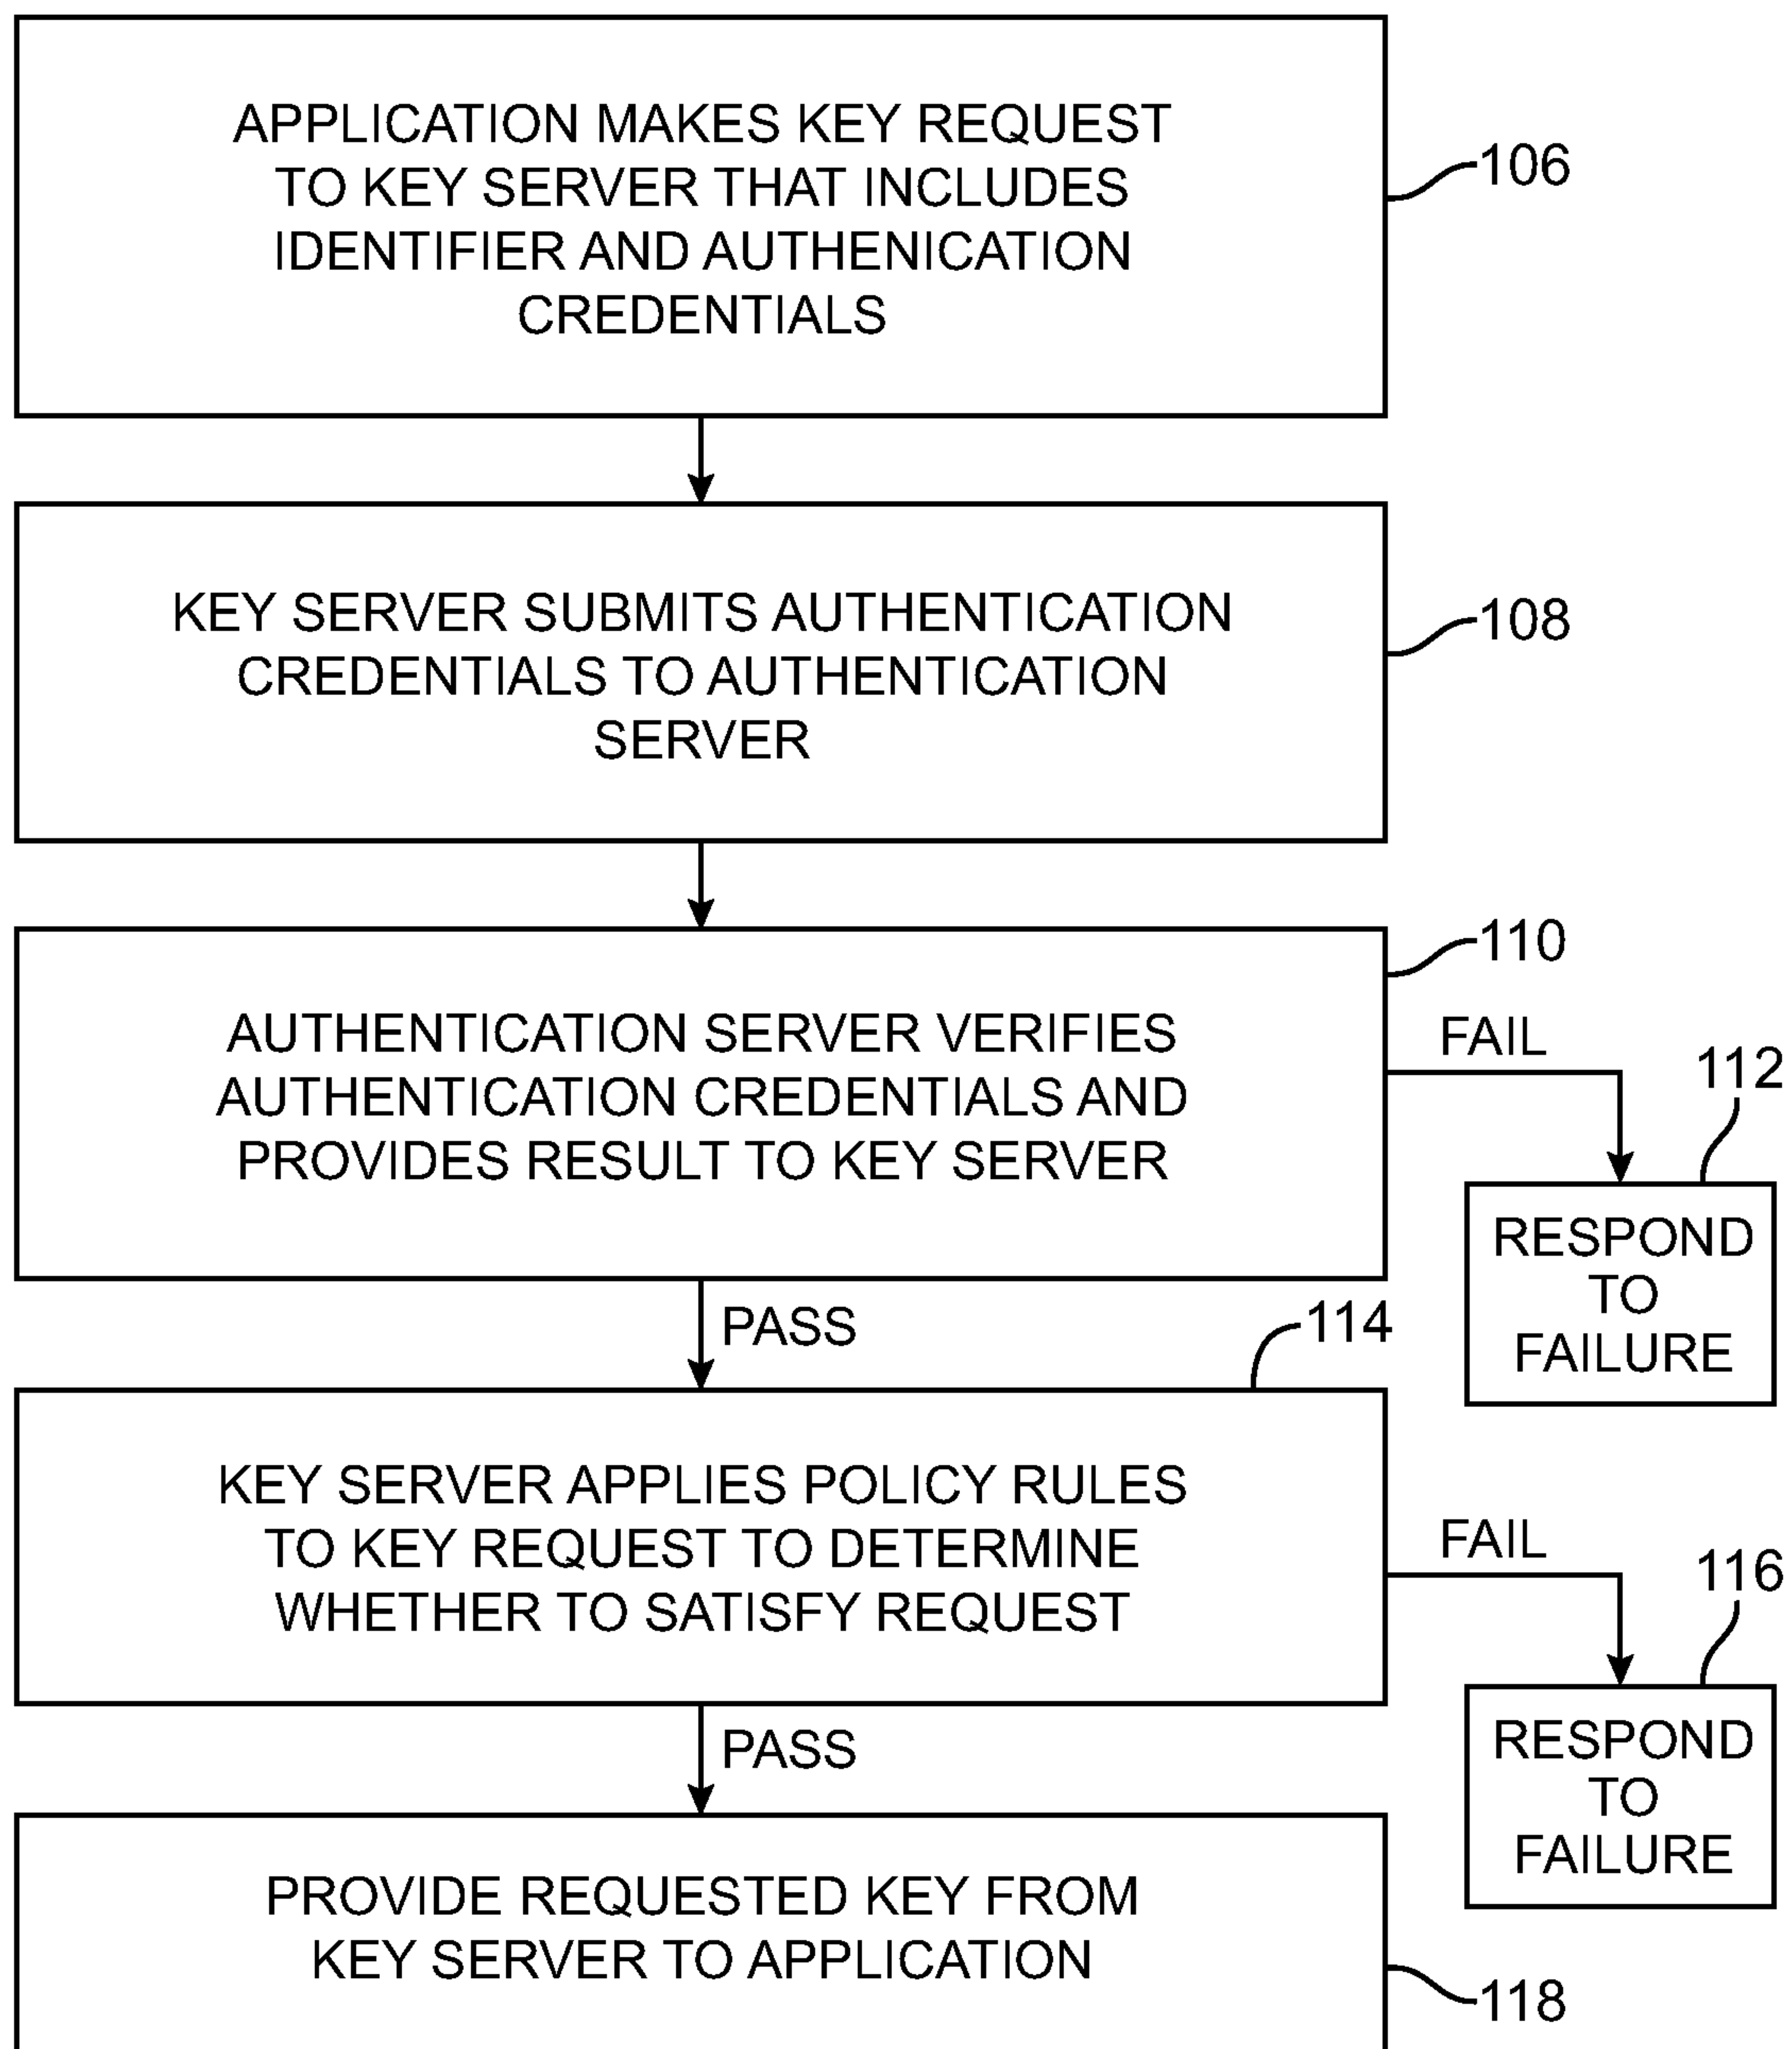 APPLICATION MAKES KEY REQUEST
TO KEY SERVER THAT INCLUDES
IDENTIFIER AND AUTHENICATION
CREDENTIALS
106
KEY SERVER SUBMITS AUTHENTICATION
CREDENTIALS TO AUTHENTICATION
SERVER
108
110
AUTHENTICATION SERVER VERIFIES
AUTHENTICATION CREDENTIALS AND
PROVIDES RESULT TO KEY SERVER
FAIL
112
RESPOND
TO
FAILURE
PASS
114
KEY SERVER APPLIES POLICY RULES
TO KEY REQUEST TO DETERMINE
WHETHER TO SATISFY REQUEST
FAIL
116
RESPOND
TO
FAILURE
PASS
PROVIDE REQUESTED KEY FROM
KEY SERVER TO APPLICATION
118